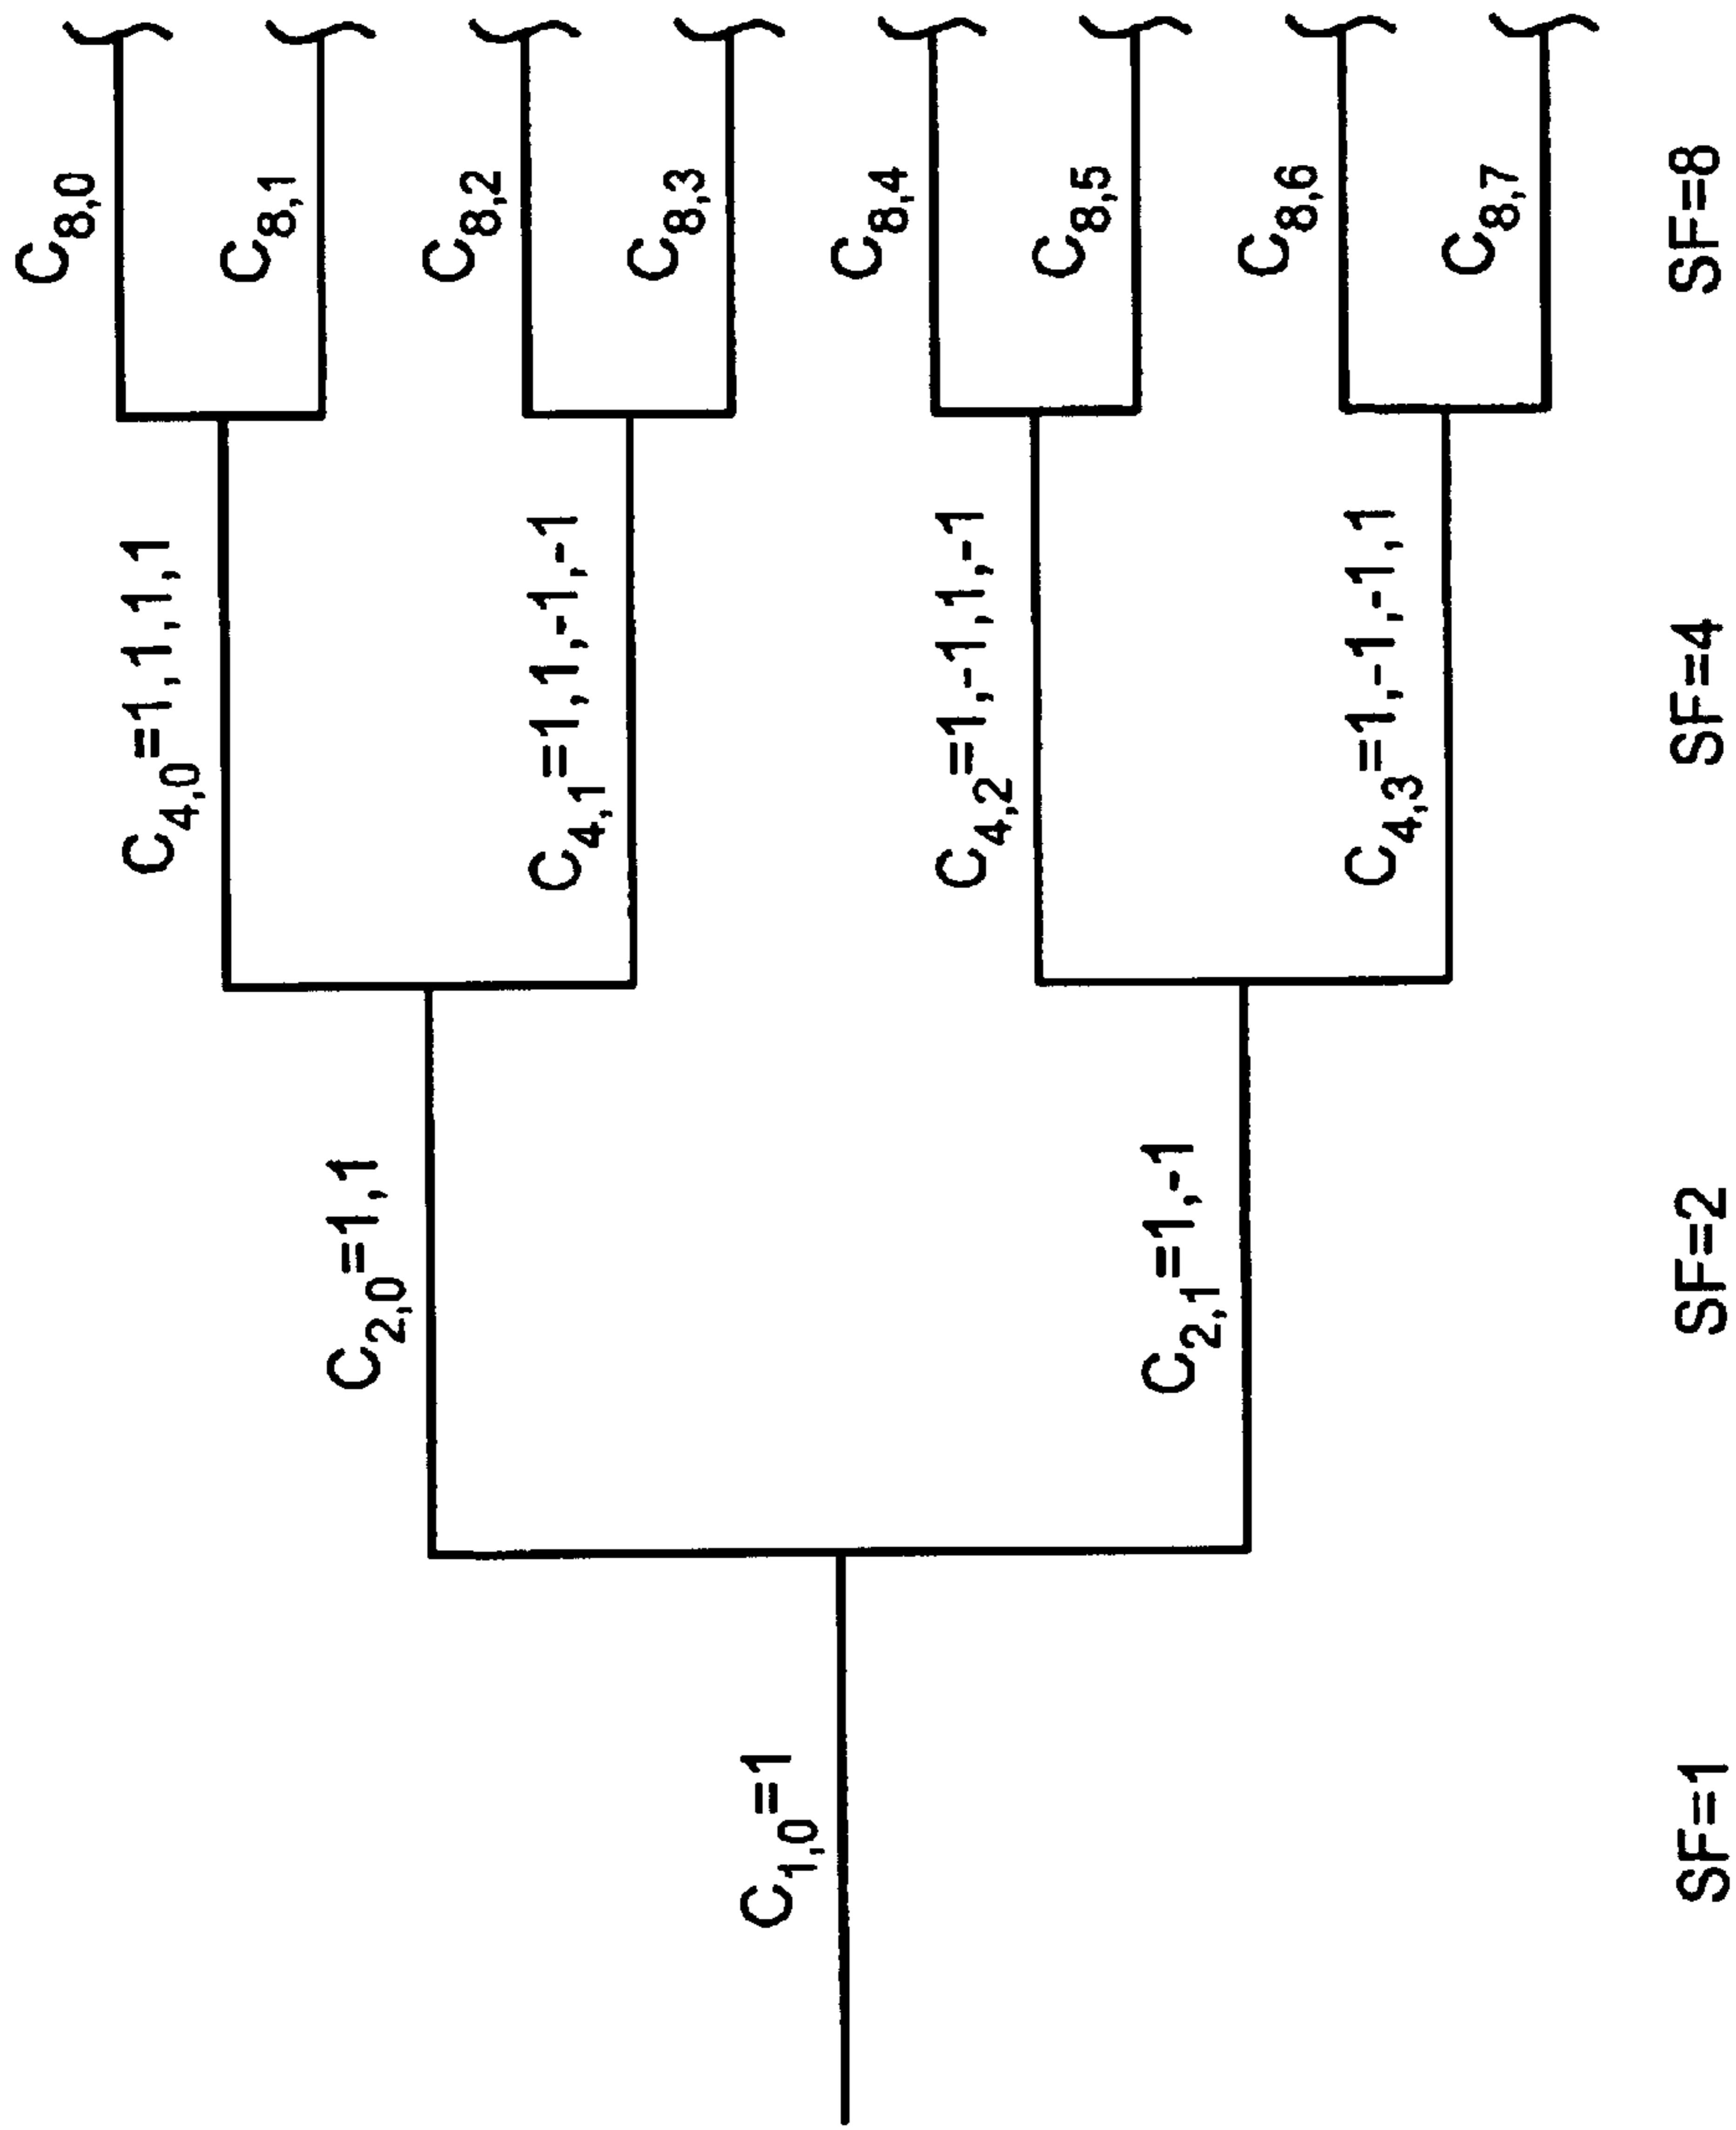 C1,0=1
C2,0=1,1
C2,1=1,-1
C4,0=1,1,1,1
C4,1=1,1,-1,-1
C4,2=1,-1,1,-1
C4,3=1,-1,-1,1
C8,0
C8,1
C8,2
C8,3
C8,4
C8,5
C8,6
C8,7
SF=1
SF=2
SF=4
SF=8